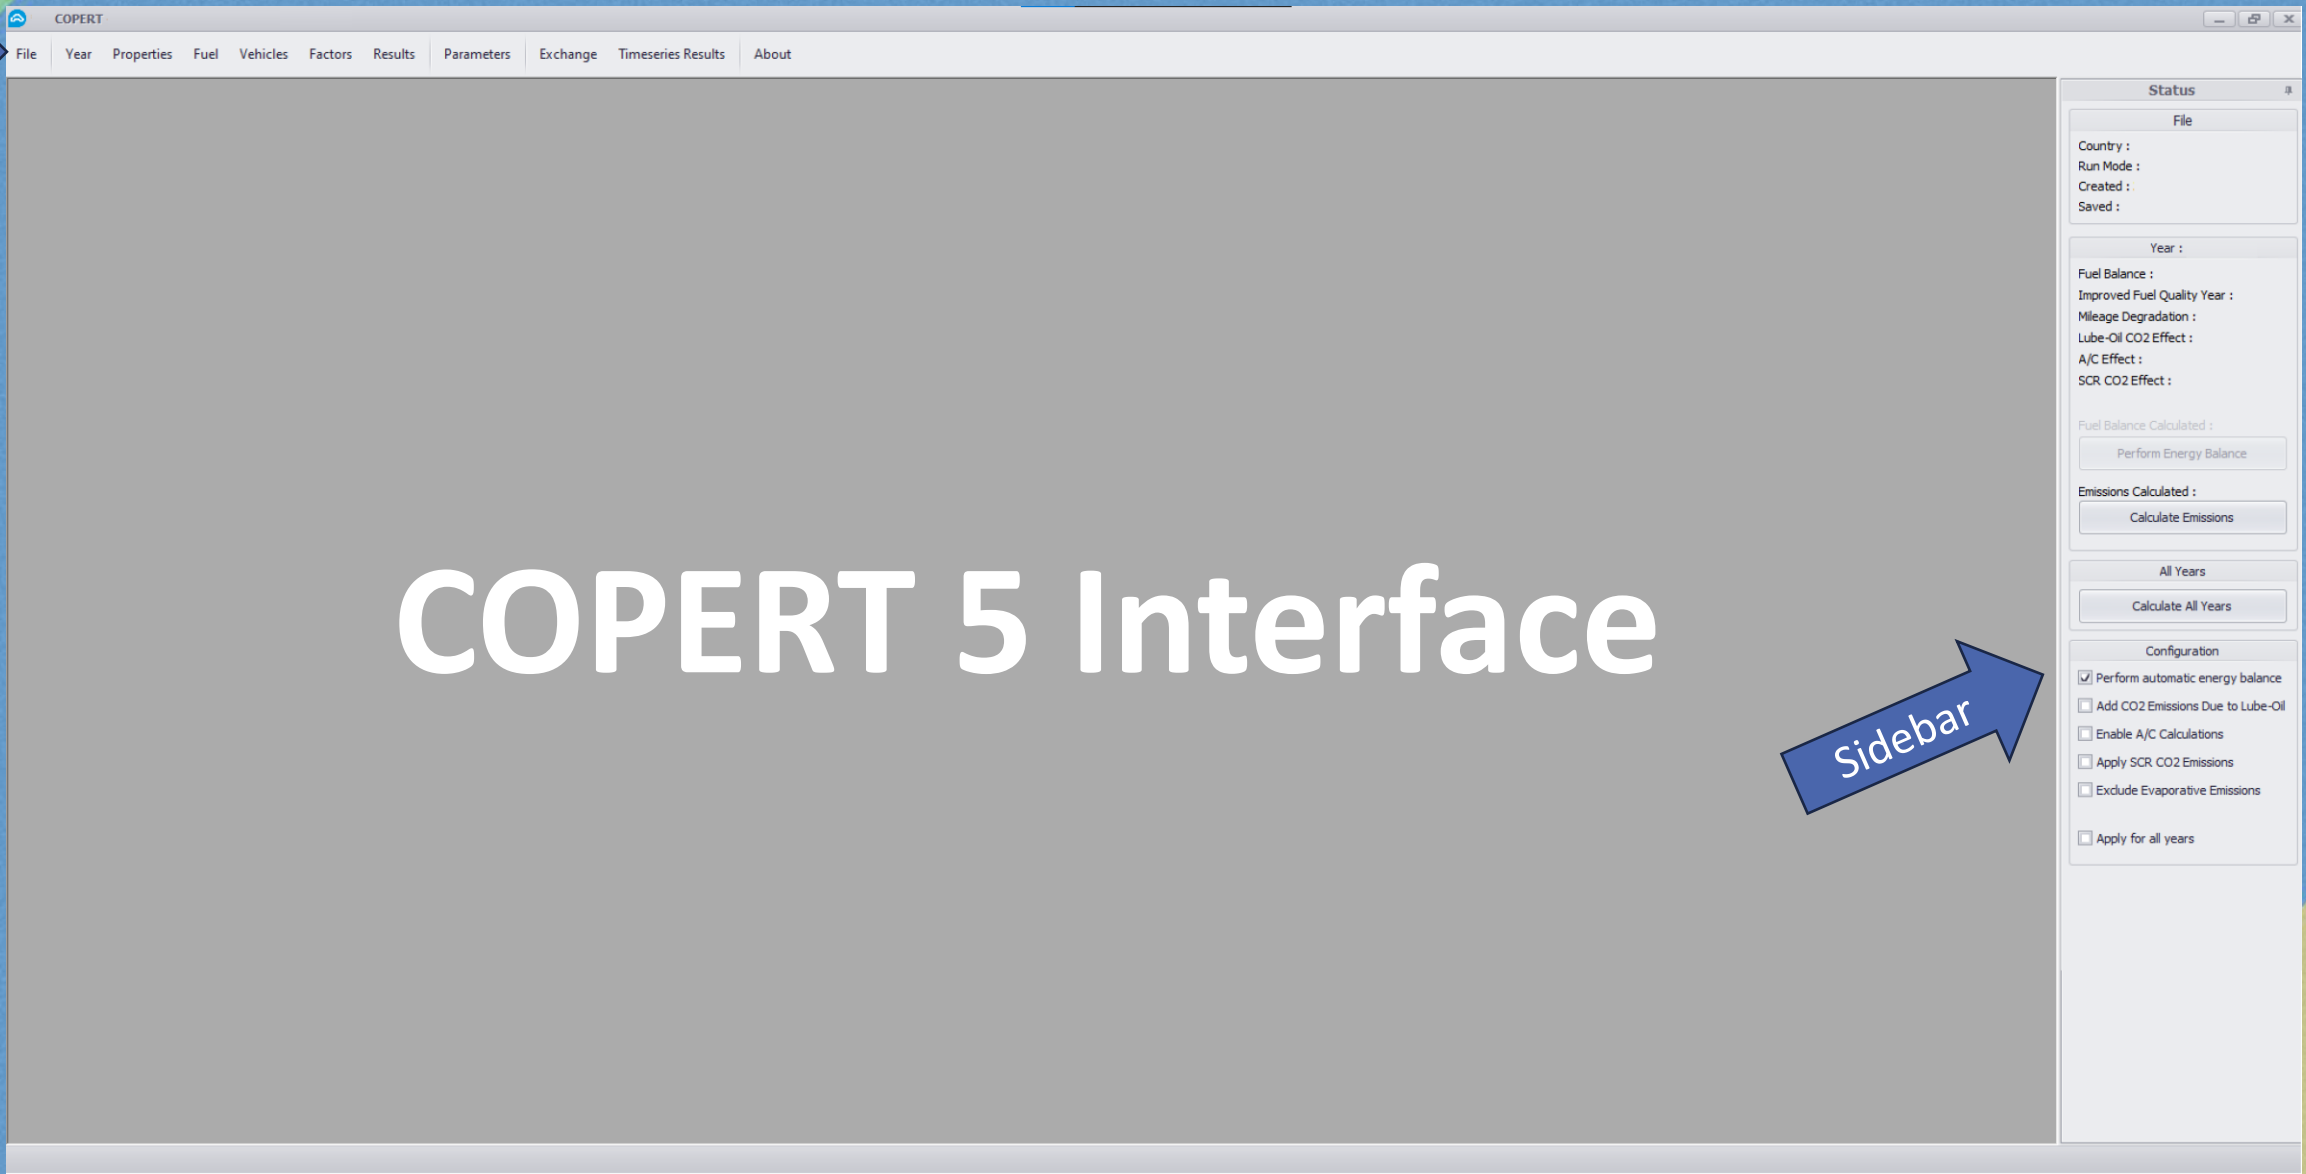 COPERT
File Year Properties Fuel Vehicles Factors Results Parameters Exchange Timeseries Results About
Status
File
Country :
Run Mode :
Created :
Saved :
Year :
Fuel Balance :
Improved Fuel Quality Year :
Mileage Degradation :
Lube-Oil CO2 Effect :
A/C Effect :
SCR CO2 Effect :
Fuel Balance Calculated :
Perform Energy Balance
Emissions Calculated :
Calculate Emissions
All Years
Calculate All Years
Configuration
Perform automatic energy balance
Add CO2 Emissions Due to Lube-Oil
Enable A/C Calculations
Apply SCR CO2 Emissions
Exclude Evaporative Emissions
Apply for all years
COPERT 5 Interface
Sidebar